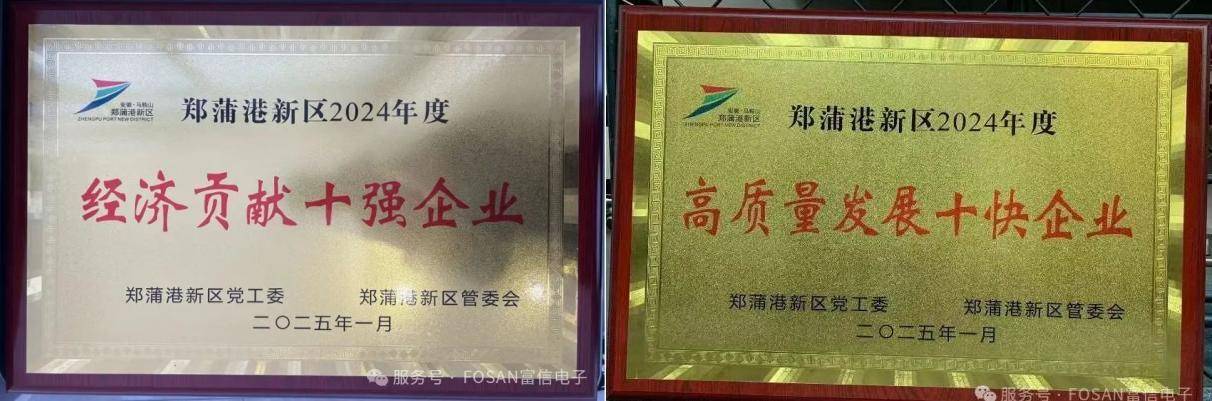 安徽·马鞍山
郑蒲港新区
ZHENGPU PORT NEW DISTRICT
郑蒲港新区2024年度
经济贡献十强企业
郑蒲港新区党工委
郑蒲港新区管委会
二〇二五年一月
服务号·FOSAN富信电子
安徽·马鞍山
郑蒲港新区
ZHENGPU PORT NEW DISTRICT
郑蒲港新区2024年度
高质量发展十快企业
郑蒲港新区党工委
郑蒲港新区管委会
二〇二五年一月
服务号·FOSAN富信电子